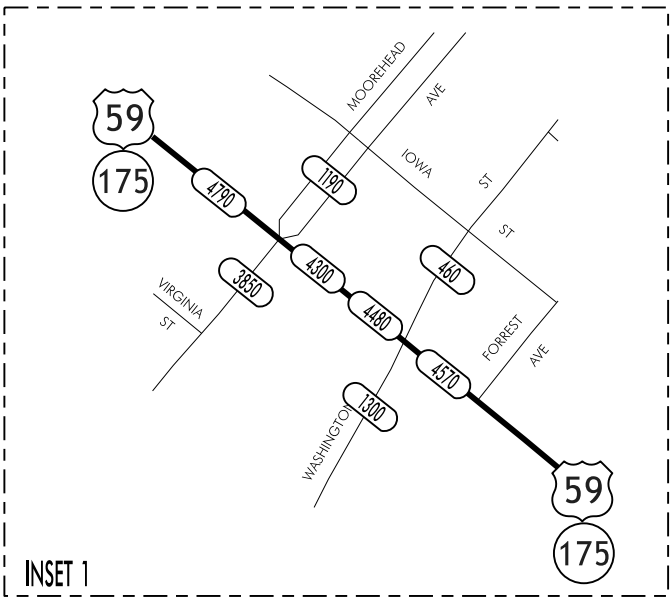 MOOREHEAD
AVE
59
175
4790
1190
IOWA
ST
ST
3850
4300
460
VIRGINIA
ST
4480
FORREST
AVE
4570
1300
WASHINGTON
59
175
INSET 1